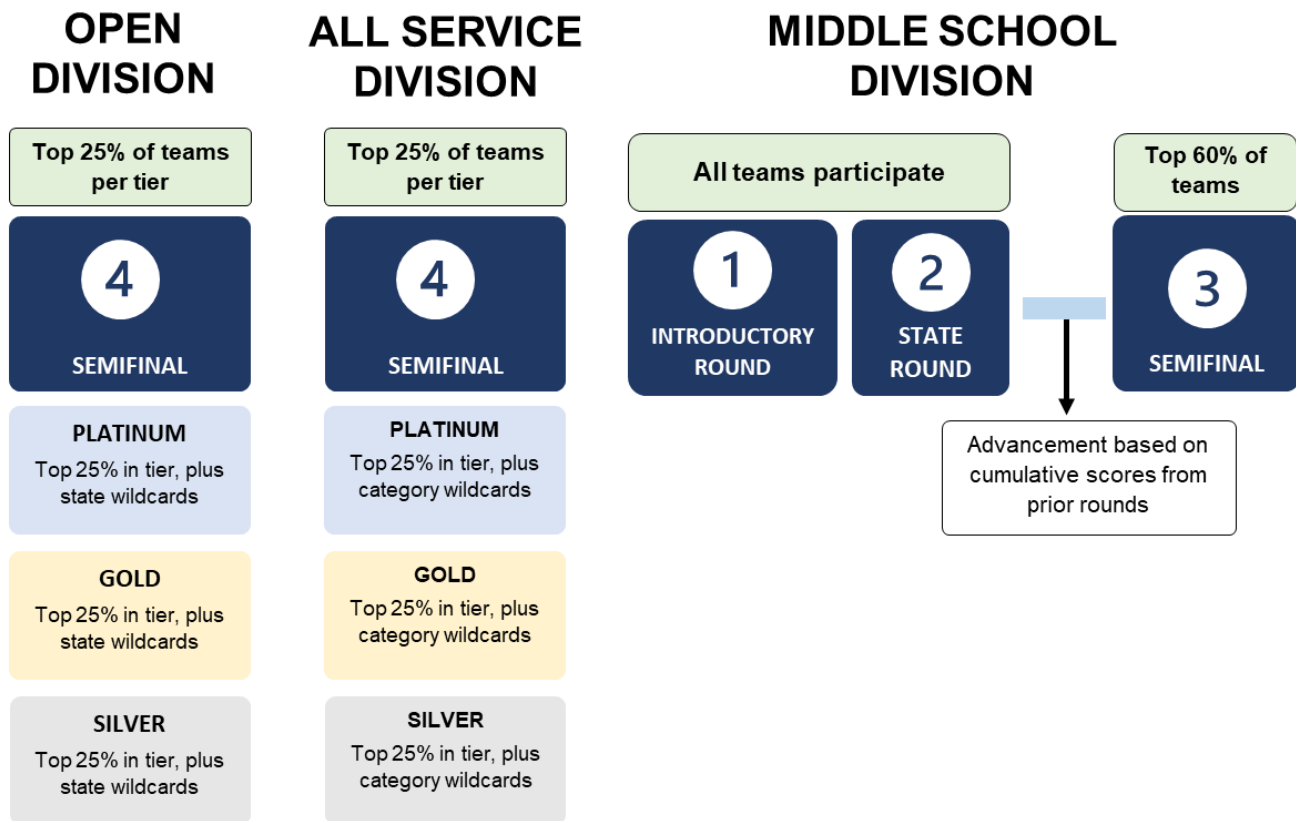 OPEN
DIVISION
Top 25% of teams
per tier
4
SEMIFINAL
PLATINUM
Top 25% in tier, plus
state wildcards
GOLD
Top 25% in tier, plus
state wildcards
SILVER
Top 25% in tier, plus
state wildcards
ALL SERVICE
DIVISION
Top 25% of teams
per tier
4
SEMIFINAL
PLATINUM
Top 25% in tier, plus
category wildcards
GOLD
Top 25% in tier, plus
category wildcards
SILVER
Top 25% in tier, plus
category wildcards
MIDDLE SCHOOL
DIVISION
All teams participate
1
INTRODUCTORY
ROUND
2
STATE
ROUND
Top 60% of
teams
3
SEMIFINAL
Advancement based on
cumulative scores from
prior rounds